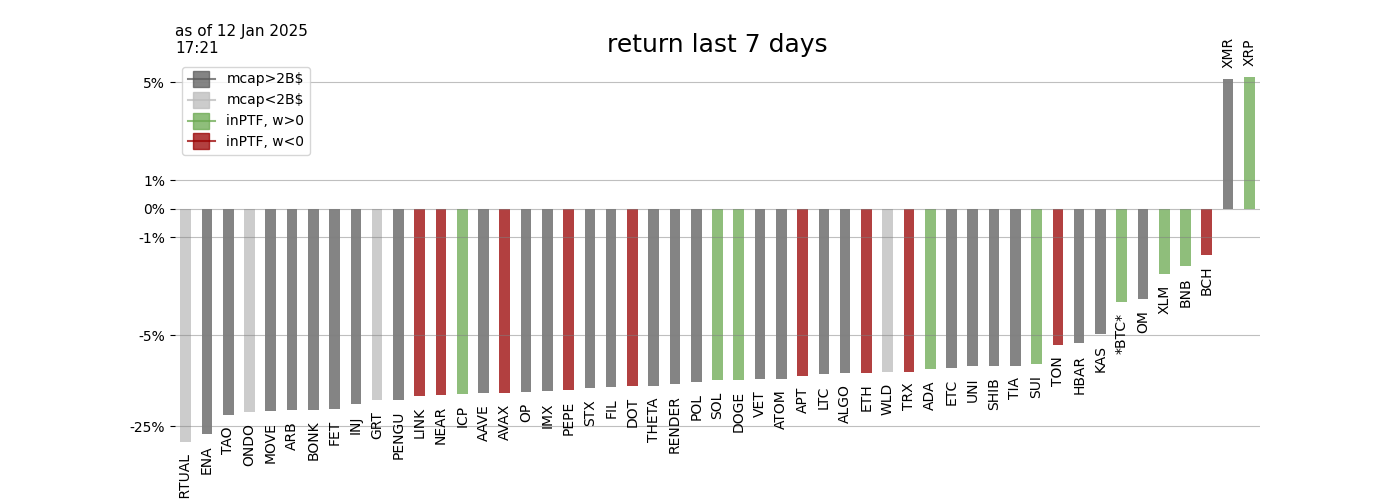 as of 12 Jan 2025
17:21
return last 7 days
mcap>2B$
mcap<2B$
inPTF, w>0
inPTF, w<0
5%
1%
0%
-1%
-5%
-25%
RTUAL
ENA
TAO
ONDO
MOVE
ARB
BONK
FET
INJ
GRT
PENGU
LINK
NEAR
ICP
AAVE
AVAX
OP
IMX
PEPE
STX
FIL
DOT
THETA
RENDER
POL
SOL
DOGE
VET
ATOM
APT
LTC
ALGO
ETH
WLD
TRX
ADA
ETC
UNI
SHIB
TIA
SUI
TON
HBAR
KAS
*BTC*
OM
XLM
BNB
BCH
XMR
XRP